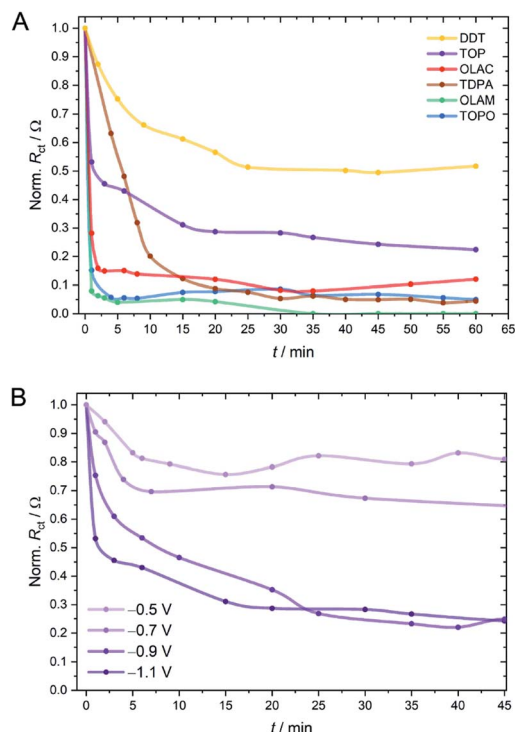 A
Norm. Rct / Ω
1.0
0.9
0.8
0.7
0.6
0.5
0.4
0.3
0.2
0.1
0.0
DDT
TOP
OLAC
TDPA
OLAM
TOPO
0 5 10 15 20 25 30 35 40 45 50 55 60 65
t / min
B
Norm. Rct / Ω
1.0
0.9
0.8
0.7
0.6
0.5
0.4
0.3
0.2
0.1
0.0
−0.5 V
−0.7 V
−0.9 V
−1.1 V
0 5 10 15 20 25 30 35 40 45
t / min